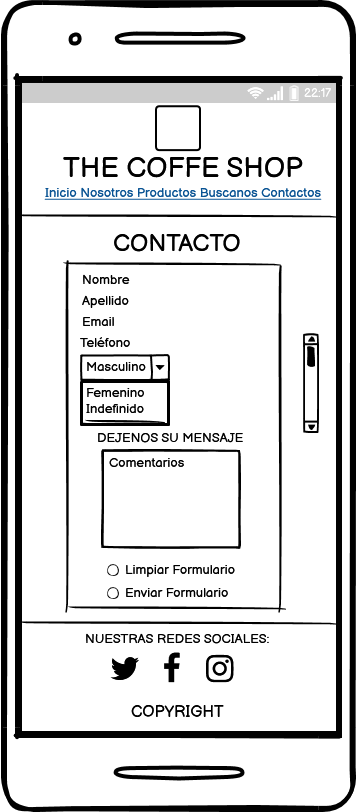 22:17
THE COFFE SHOP
Inicio Nosotros Productos Buscanos Contactos
CONTACTO
Nombre
Apellido
Email
Teléfono
Masculino
Femenino
Indefinido
DEJENOS SU MENSAJE
Comentarios
Limpiar Formulario
Enviar Formulario
NUESTRAS REDES SOCIALES:
COPYRIGHT